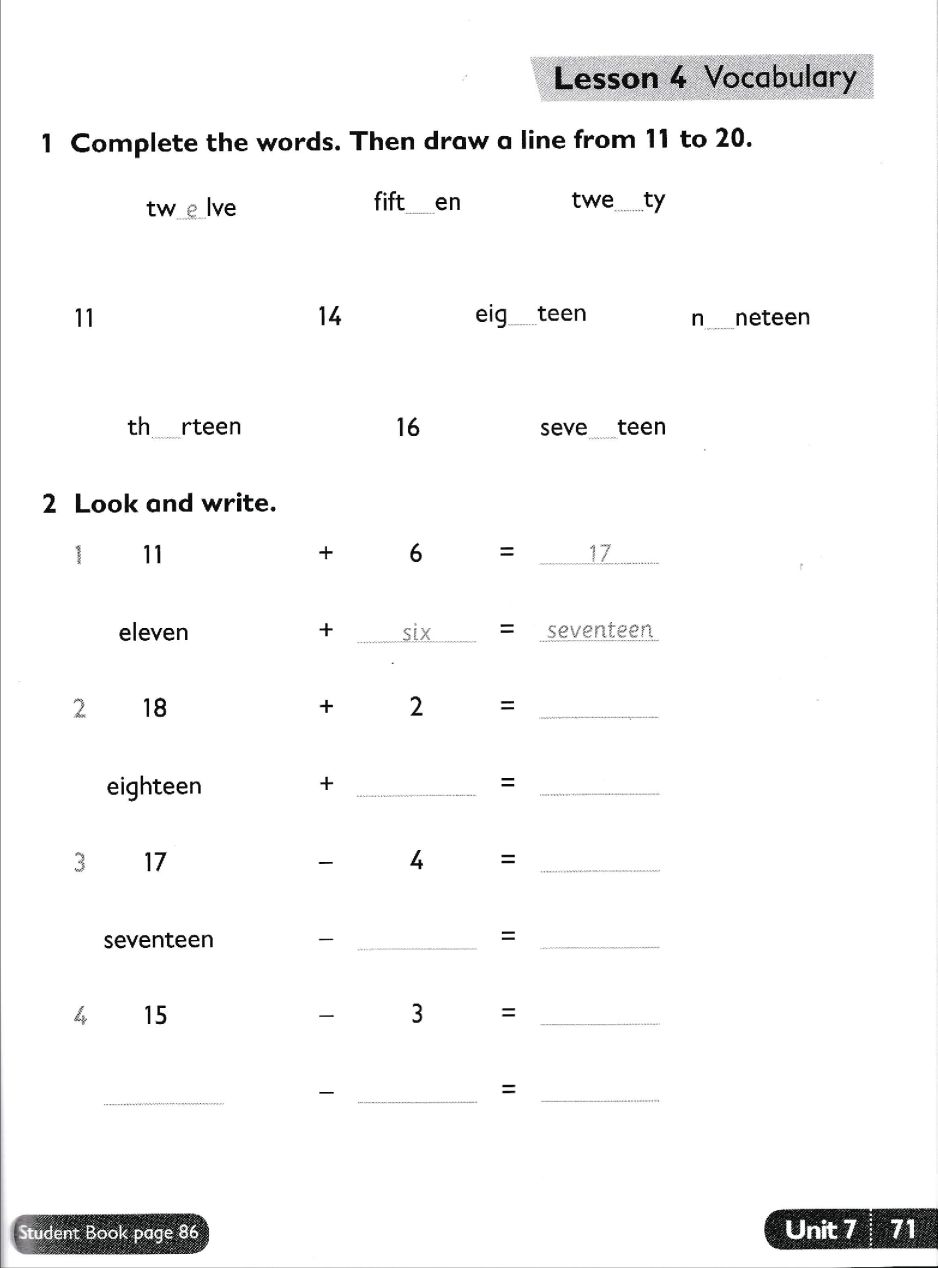 Lesson 4 Vocabulary
1 Complete the words. Then draw a line from 11 to 20.
tw_e_lve fift__en twe__ty
11 14 eig__teen n__neteen
th__rteen 16 seve__teen
2 Look and write.
1 11 + 6 = 17
eleven + six = seventeen
2 18 + 2 = ____
eighteen + ____ = ____
3 17 – 4 = ____
seventeen – ____ = ____
4 15 – 3 = ____
____ – ____ = ____
Student Book page 86 Unit 7 71